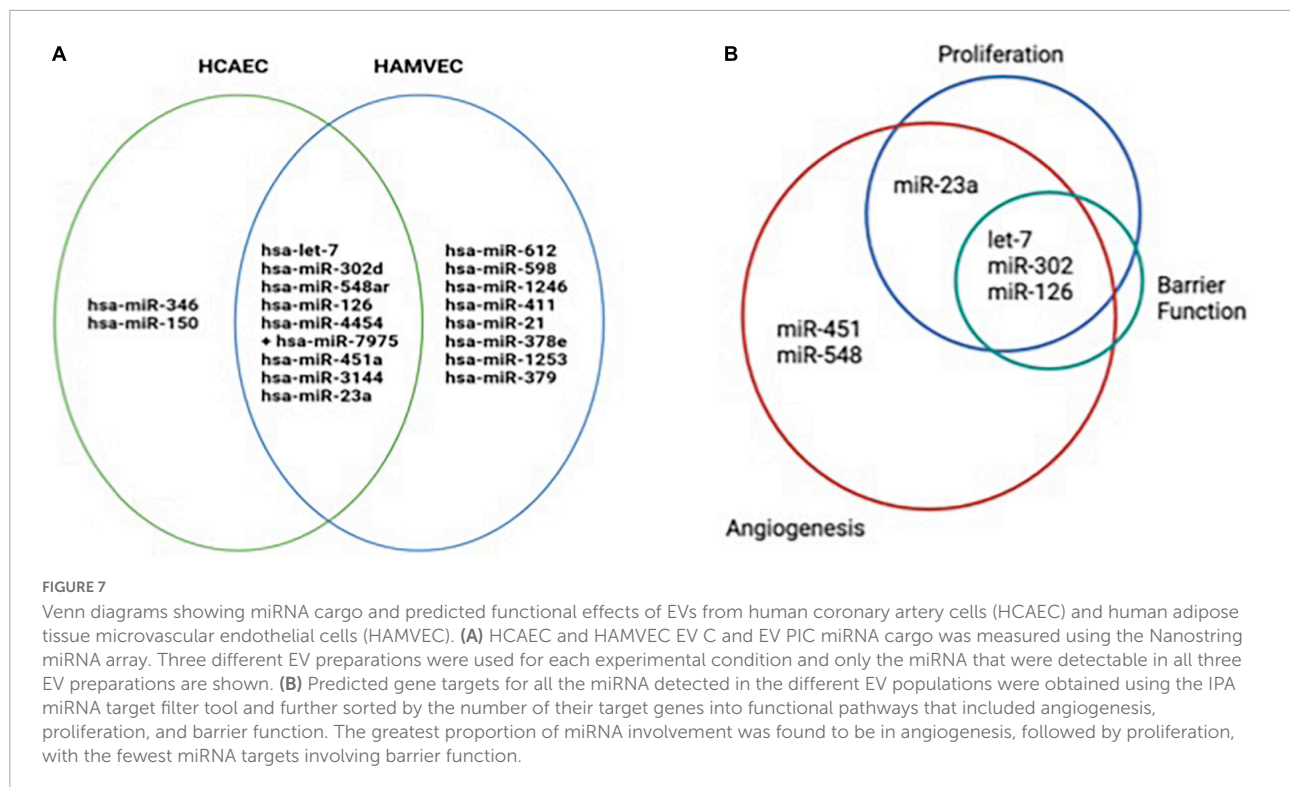 A
HCAEC
HAMVEC
hsa-miR-346
hsa-miR-150
hsa-let-7
hsa-miR-302d
hsa-miR-548ar
hsa-miR-126
hsa-miR-4454
+ hsa-miR-7975
hsa-miR-451a
hsa-miR-3144
hsa-miR-23a
hsa-miR-612
hsa-miR-598
hsa-miR-1246
hsa-miR-411
hsa-miR-21
hsa-miR-378e
hsa-miR-1253
hsa-miR-379
B
Proliferation
miR-23a
let-7
miR-302
miR-126
Barrier
Function
miR-451
miR-548
Angiogenesis
FIGURE 7
Venn diagrams showing miRNA cargo and predicted functional effects of EVs from human coronary artery cells (HCAEC) and human adipose
tissue microvascular endothelial cells (HAMVEC). (A) HCAEC and HAMVEC EV C and EV PIC miRNA cargo was measured using the Nanostring
miRNA array. Three different EV preparations were used for each experimental condition and only the miRNA that were detectable in all three
EV preparations are shown. (B) Predicted gene targets for all the miRNA detected in the different EV populations were obtained using the IPA
miRNA target filter tool and further sorted by the number of their target genes into functional pathways that included angiogenesis,
proliferation, and barrier function. The greatest proportion of miRNA involvement was found to be in angiogenesis, followed by proliferation,
with the fewest miRNA targets involving barrier function.